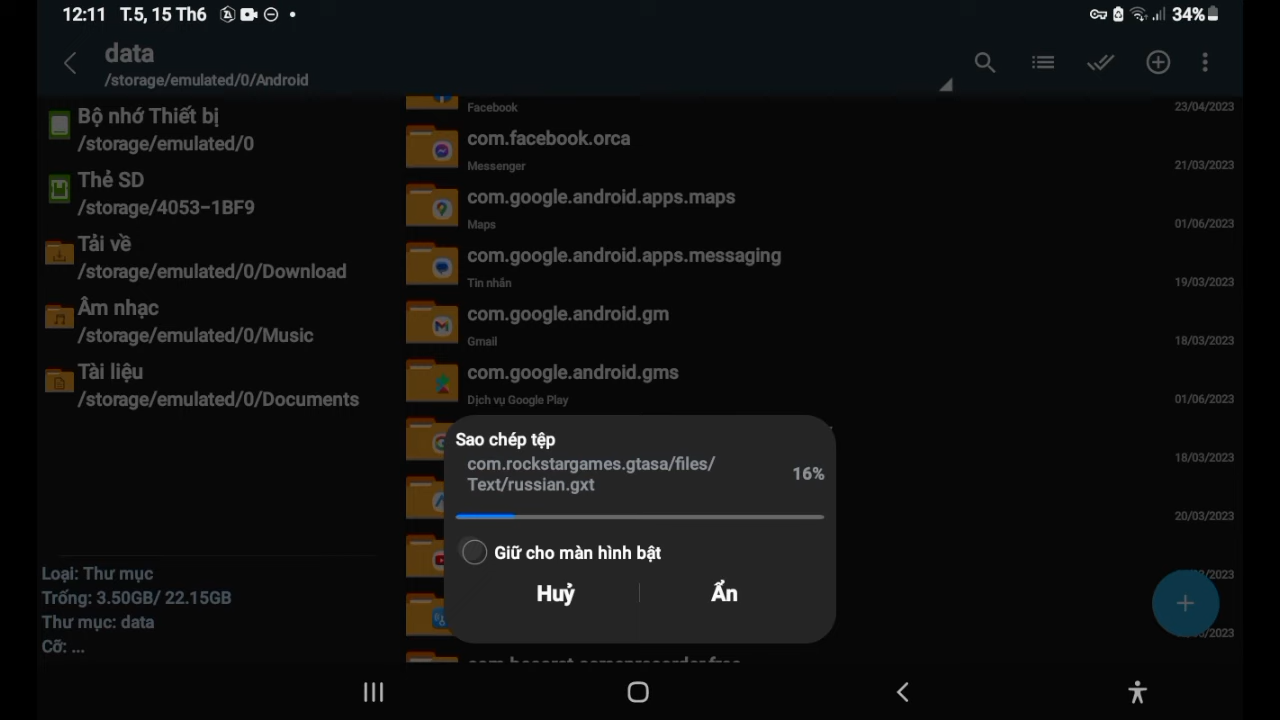 12:11 T.5, 15 Th6
34%
data
/storage/emulated/0/Android
Bộ nhớ Thiết bị
/storage/emulated/0
Thẻ SD
/storage/4053-1BF9
Tải về
/storage/emulated/0/Download
Âm nhạc
/storage/emulated/0/Music
Tài liệu
/storage/emulated/0/Documents
Loại: Thư mục
Trống: 3.50GB/ 22.15GB
Thư mục: data
Cỡ: ...
Facebook
23/04/2023
com.facebook.orca
Messenger
21/03/2023
com.google.android.apps.maps
Maps
01/06/2023
com.google.android.apps.messaging
Tin nhắn
19/03/2023
com.google.android.gm
Gmail
18/03/2023
com.google.android.gms
Dịch vụ Google Play
01/06/2023
18/03/2023
20/03/2023
Sao chép tệp
com.rockstargames.gtasa/files/
Text/russian.gxt
16%
Giữ cho màn hình bật
Huỷ
Ẩn